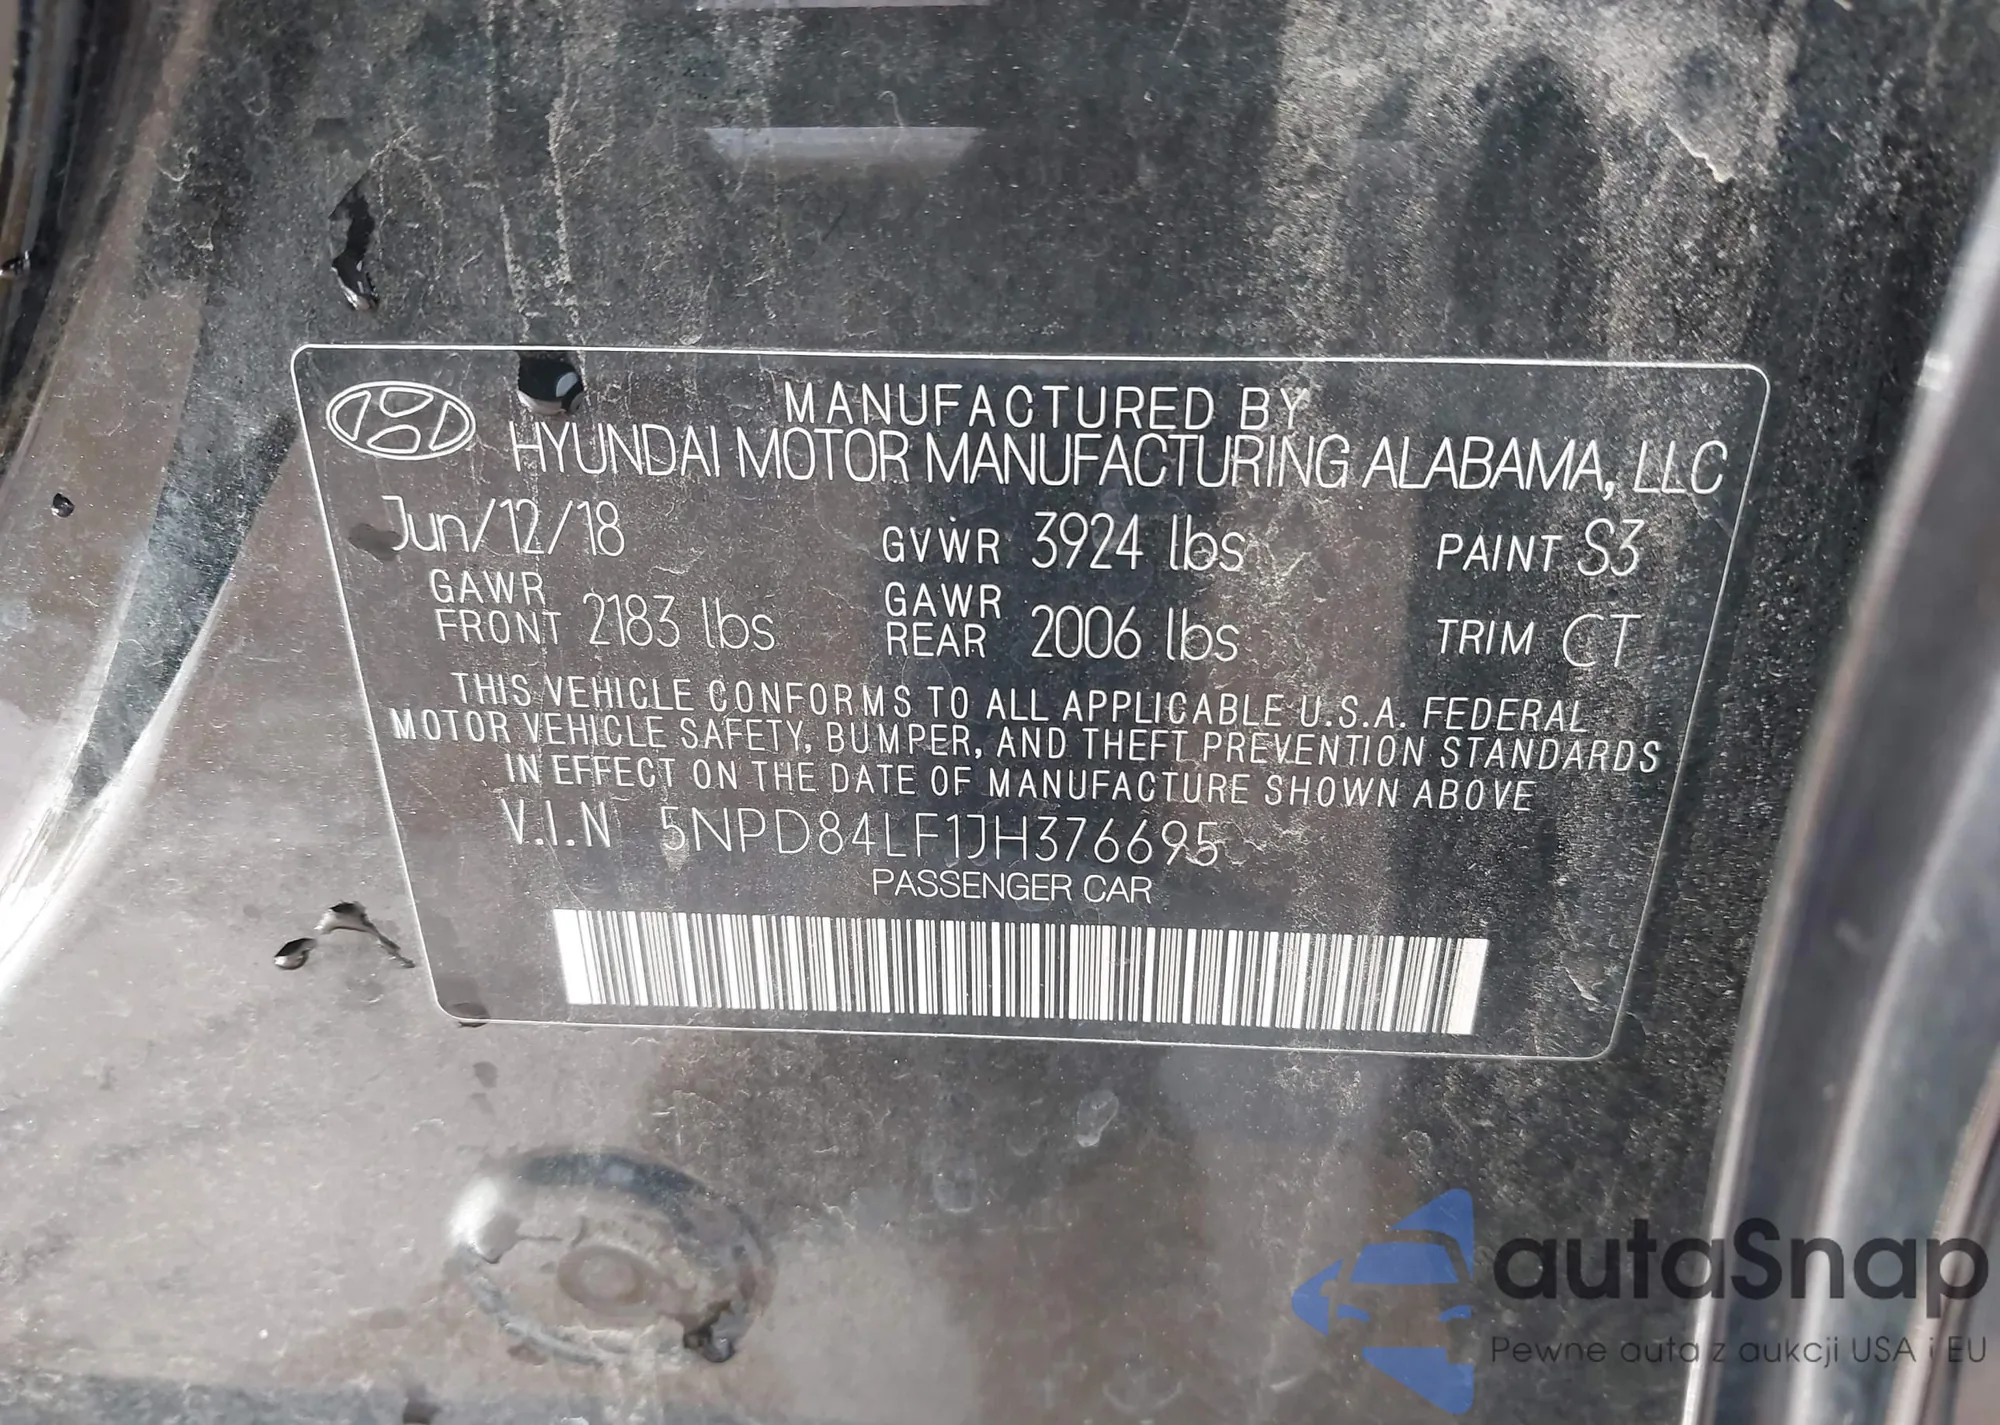 MANUFACTURED BY
HYUNDAI MOTOR MANUFACTURING ALABAMA, LLC
Jun/12/18 GVWR 3924 lbs PAINT S3
GAWR FRONT 2183 lbs GAWR REAR 2006 lbs TRIM CT
THIS VEHICLE CONFORMS TO ALL APPLICABLE U.S.A. FEDERAL
MOTOR VEHICLE SAFETY, BUMPER, AND THEFT PREVENTION STANDARDS
IN EFFECT ON THE DATE OF MANUFACTURE SHOWN ABOVE
V.I.N 5NPD84LF1JH376695
PASSENGER CAR
autaSnap
Pewne auta z aukcji USA i EU